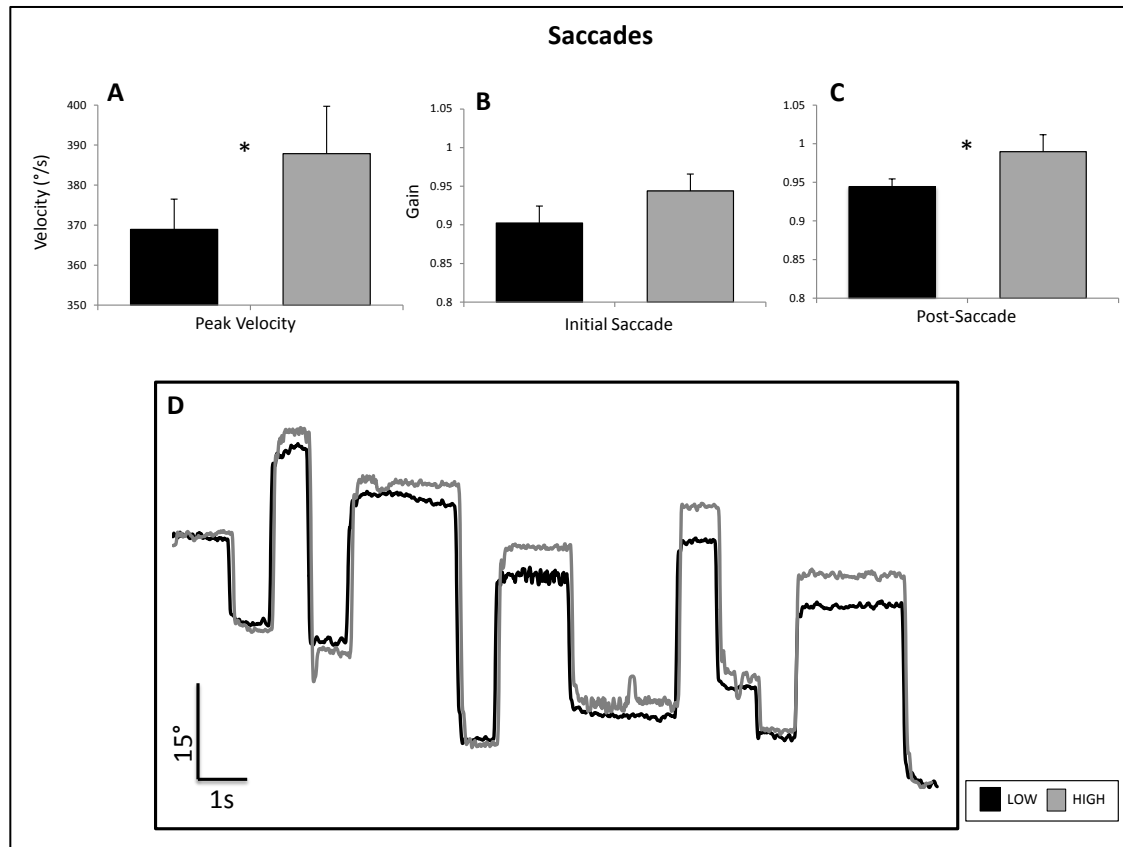 Saccades
A
Velocity (°/s)
400
390
380
370
360
350
*
Peak Velocity
B
Gain
1.05
1
0.95
0.9
0.85
0.8
Initial Saccade
C
1.05
1
0.95
0.9
0.85
0.8
*
Post-Saccade
D
15°
1s
LOW HIGH